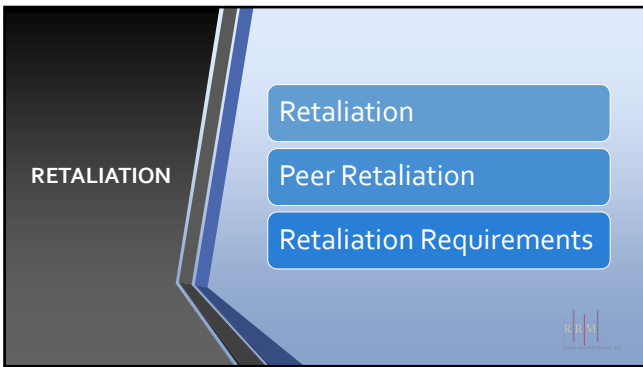 RETALIATION
Retaliation
Peer Retaliation
Retaliation Requirements
RRM